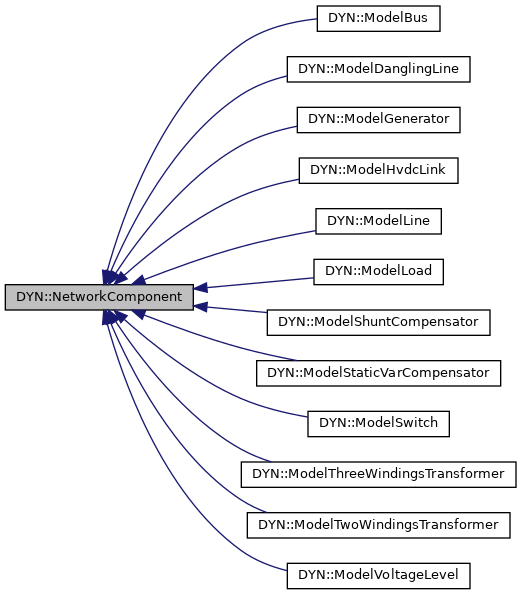 DYN::ModelBus
DYN::ModelDanglingLine
DYN::ModelGenerator
DYN::ModelHvdcLink
DYN::ModelLine
DYN::ModelLoad
DYN::NetworkComponent
DYN::ModelShuntCompensator
DYN::ModelStaticVarCompensator
DYN::ModelSwitch
DYN::ModelThreeWindingsTransformer
DYN::ModelTwoWindingsTransformer
DYN::ModelVoltageLevel